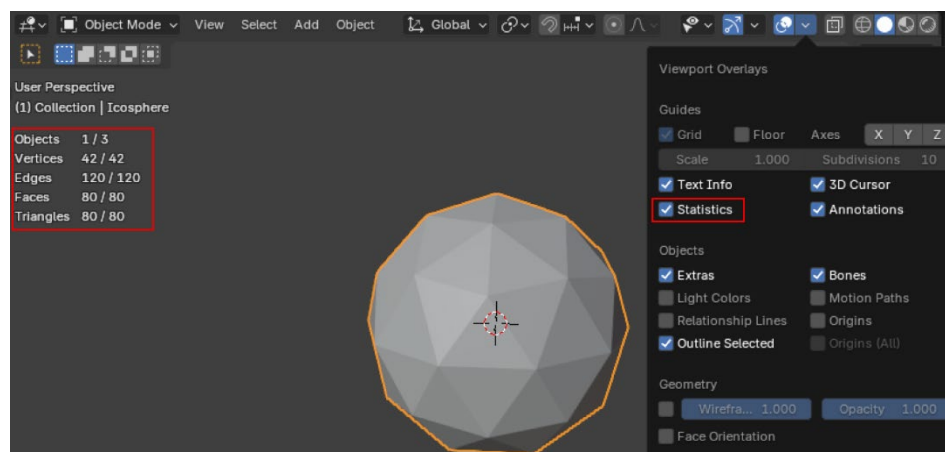 Object Mode View Select Add Object Global
User Perspective
(1) Collection | Icosphere
Objects 1 / 3
Vertices 42 / 42
Edges 120 / 120
Faces 80 / 80
Triangles 80 / 80
Viewport Overlays
Guides
Grid Floor Axes X Y Z
Scale 1.000 Subdivisions 10
Text Info 3D Cursor
Statistics Annotations
Objects
Extras Bones
Light Colors Motion Paths
Relationship Lines Origins
Outline Selected Origins (All)
Geometry
Wirefra... 1.000 Opacity 1.000
Face Orientation